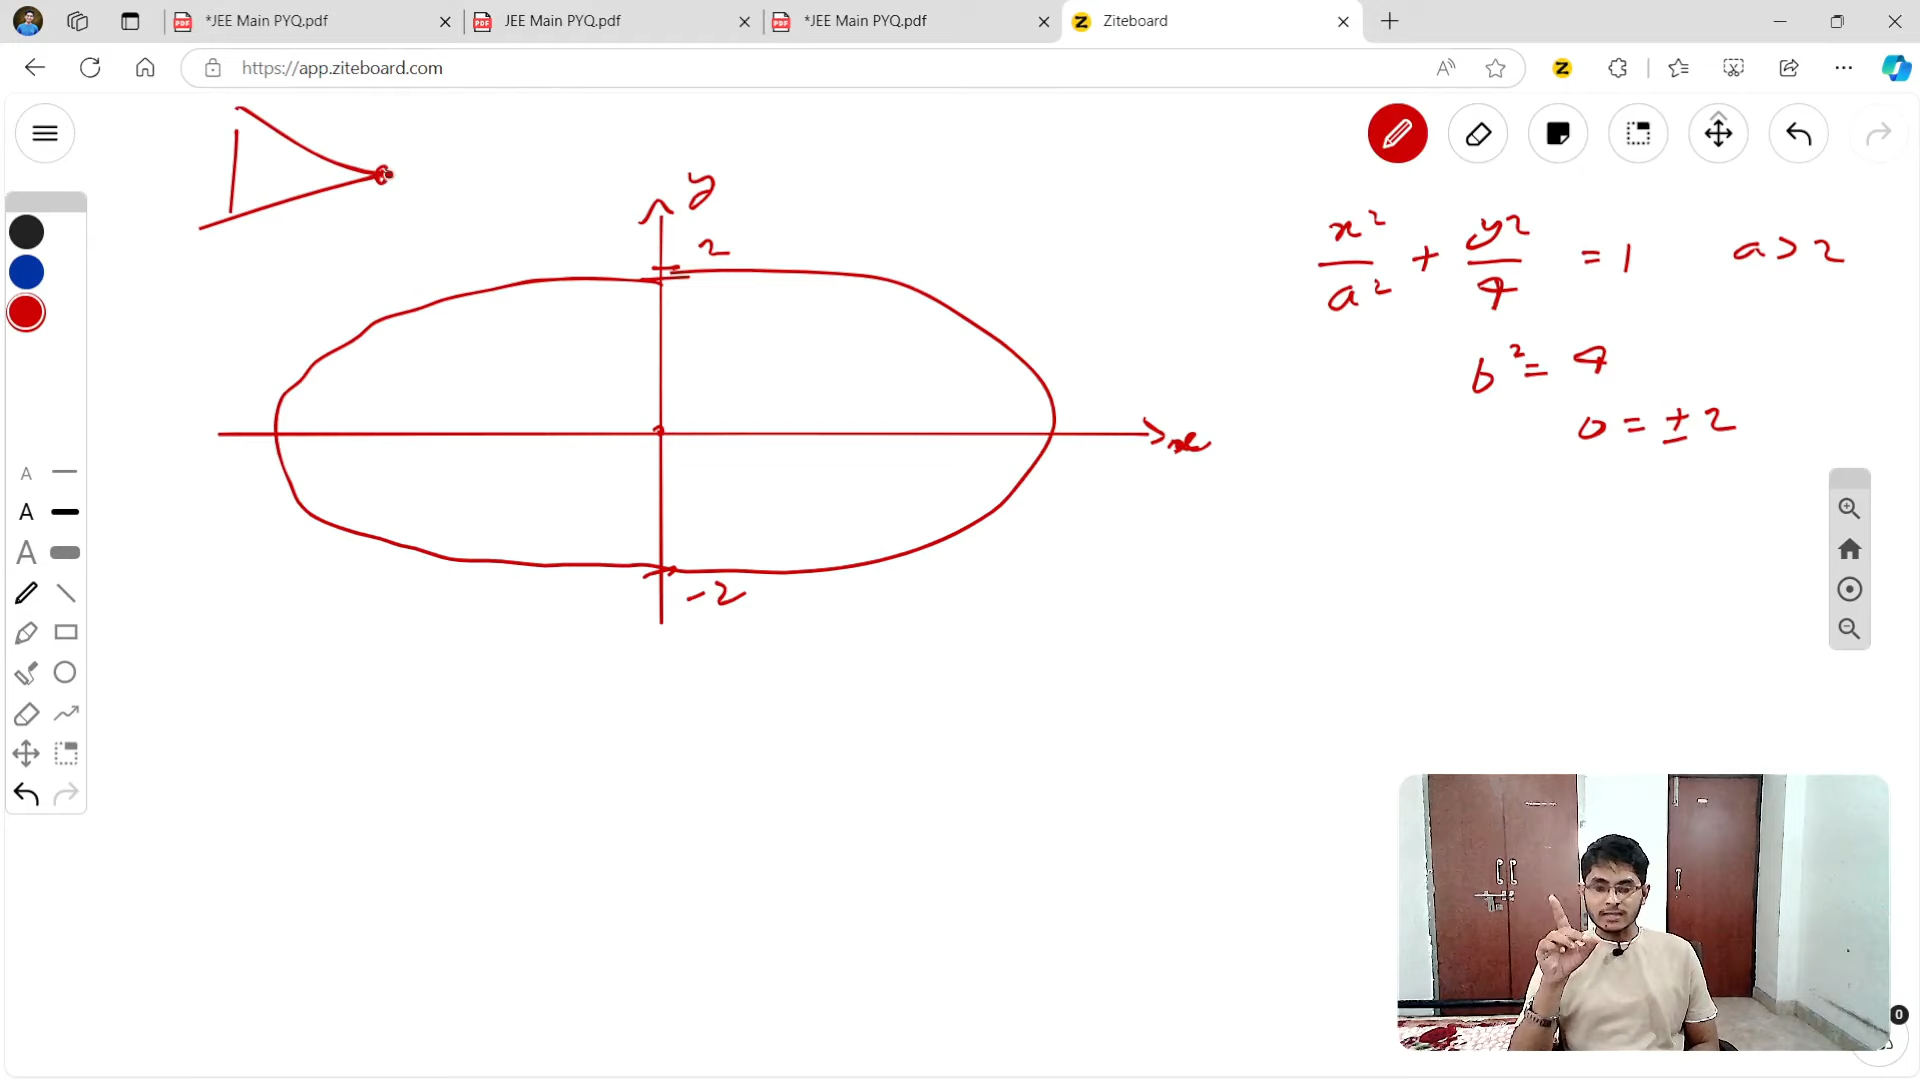 *JEE Main PYQ.pdf
JEE Main PYQ.pdf
*JEE Main PYQ.pdf
Ziteboard
https://app.ziteboard.com
y
2
x
-2
x²/a² + y²/4 = 1 a > 2
b² = 4
b = ±2
A
A
A
0